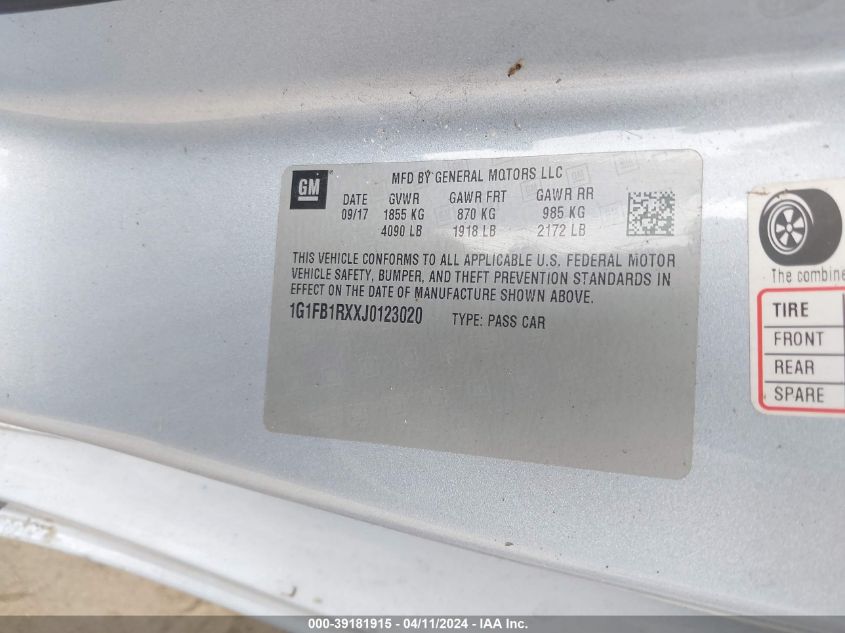 GM
MFD BY GENERAL MOTORS LLC
DATE GVWR GAWR FRT GAWR RR
09/17 1855 KG 870 KG 985 KG
4090 LB 1918 LB 2172 LB
THIS VEHICLE CONFORMS TO ALL APPLICABLE U.S. FEDERAL MOTOR
VEHICLE SAFETY, BUMPER, AND THEFT PREVENTION STANDARDS IN
EFFECT ON THE DATE OF MANUFACTURE SHOWN ABOVE.
1G1FB1RXXJ0123020 TYPE: PASS CAR
The combine
TIRE
FRONT
REAR
SPARE
000-39181915 - 04/11/2024 - IAA Inc.